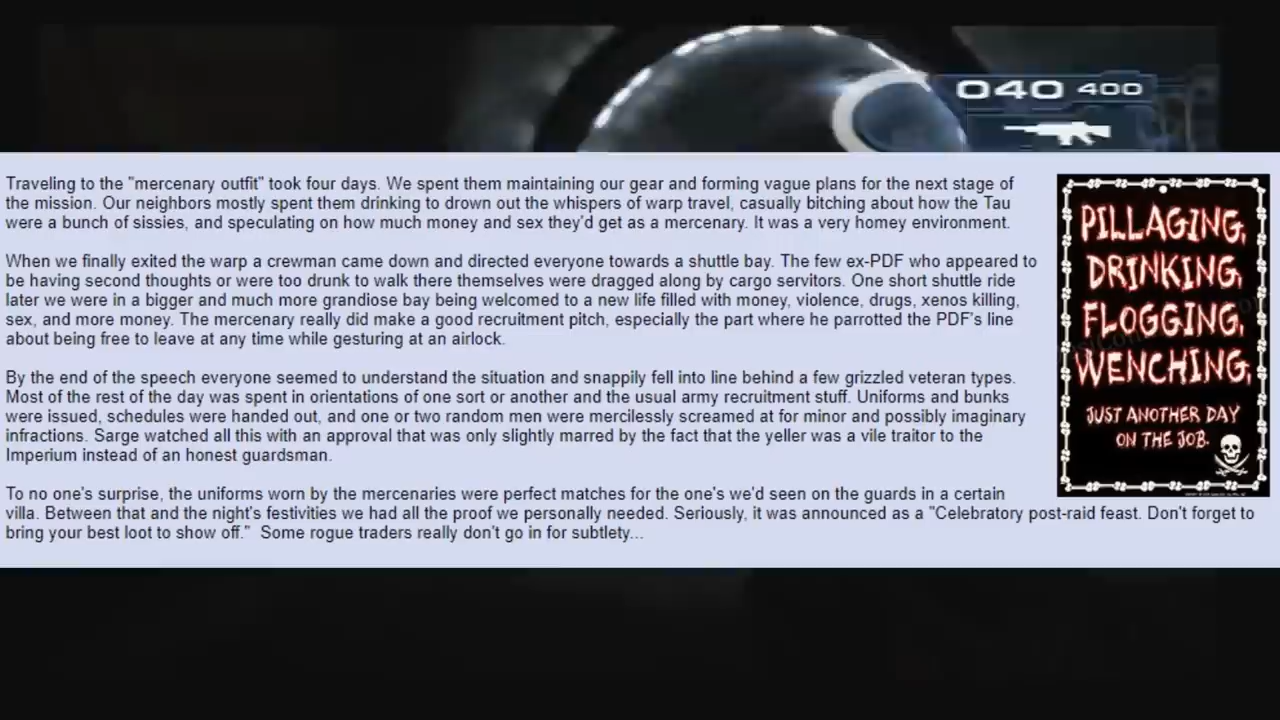 040 400
Traveling to the "mercenary outfit" took four days. We spent them maintaining our gear and forming vague plans for the next stage of
the mission. Our neighbors mostly spent them drinking to drown out the whispers of warp travel, casually bitching about how the Tau
were a bunch of sissies, and speculating on how much money and sex they'd get as a mercenary. It was a very homey environment.
When we finally exited the warp a crewman came down and directed everyone towards a shuttle bay. The few ex-PDF who appeared to
be having second thoughts or were too drunk to walk there themselves were dragged along by cargo servitors. One short shuttle ride
later we were in a bigger and much more grandiose bay being welcomed to a new life filled with money, violence, drugs, xenos killing,
sex, and more money. The mercenary really did make a good recruitment pitch, especially the part where he parrotted the PDF's line
about being free to leave at any time while gesturing at an airlock.
By the end of the speech everyone seemed to understand the situation and snappily fell into line behind a few grizzled veteran types.
Most of the rest of the day was spent in orientations of one sort or another and the usual army recruitment stuff. Uniforms and bunks
were issued, schedules were handed out, and one or two random men were mercilessly screamed at for minor and possibly imaginary
infractions. Sarge watched all this with an approval that was only slightly marred by the fact that the yeller was a vile traitor to the
Imperium instead of an honest guardsman.
To no one's surprise, the uniforms worn by the mercenaries were perfect matches for the one's we'd seen on the guards in a certain
villa. Between that and the night's festivities we had all the proof we personally needed. Seriously, it was announced as a "Celebratory post-raid feast. Don't forget to
bring your best loot to show off."  Some rogue traders really don't go in for subtlety...
PILLAGING,
DRINKING,
FLOGGING,
WENCHING,
JUST ANOTHER DAY
ON THE JOB.